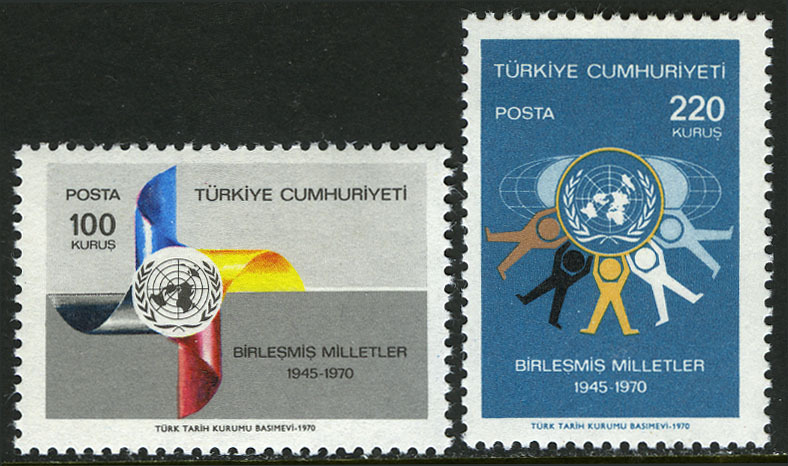 POSTA
100
KURUŞ
TÜRKİYE CUMHURİYETİ
BİRLEŞMİŞ MİLLETLER
1945-1970
TÜRK TARİH KURUMU BASIMEVİ-1970
TÜRKİYE CUMHURİYETİ
POSTA
220
KURUŞ
BİRLEŞMİŞ MİLLETLER
1945-1970
TÜRK TARİH KURUMU BASIMEVİ-1970